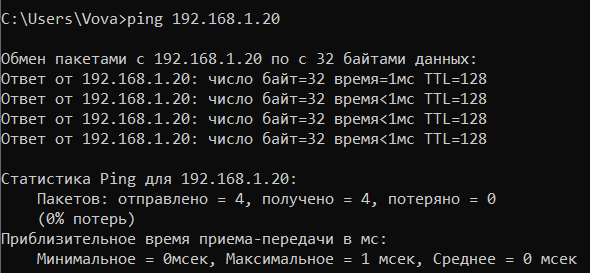 C:\Users\Vova>ping 192.168.1.20
Обмен пакетами с 192.168.1.20 по с 32 байтами данных:
Ответ от 192.168.1.20: число байт=32 время=1мс TTL=128
Ответ от 192.168.1.20: число байт=32 время<1мс TTL=128
Ответ от 192.168.1.20: число байт=32 время<1мс TTL=128
Ответ от 192.168.1.20: число байт=32 время<1мс TTL=128
Статистика Ping для 192.168.1.20:
Пакетов: отправлено = 4, получено = 4, потеряно = 0
(0% потерь)
Приблизительное время приема-передачи в мс:
Минимальное = 0мсек, Максимальное = 1 мсек, Среднее = 0 мсек